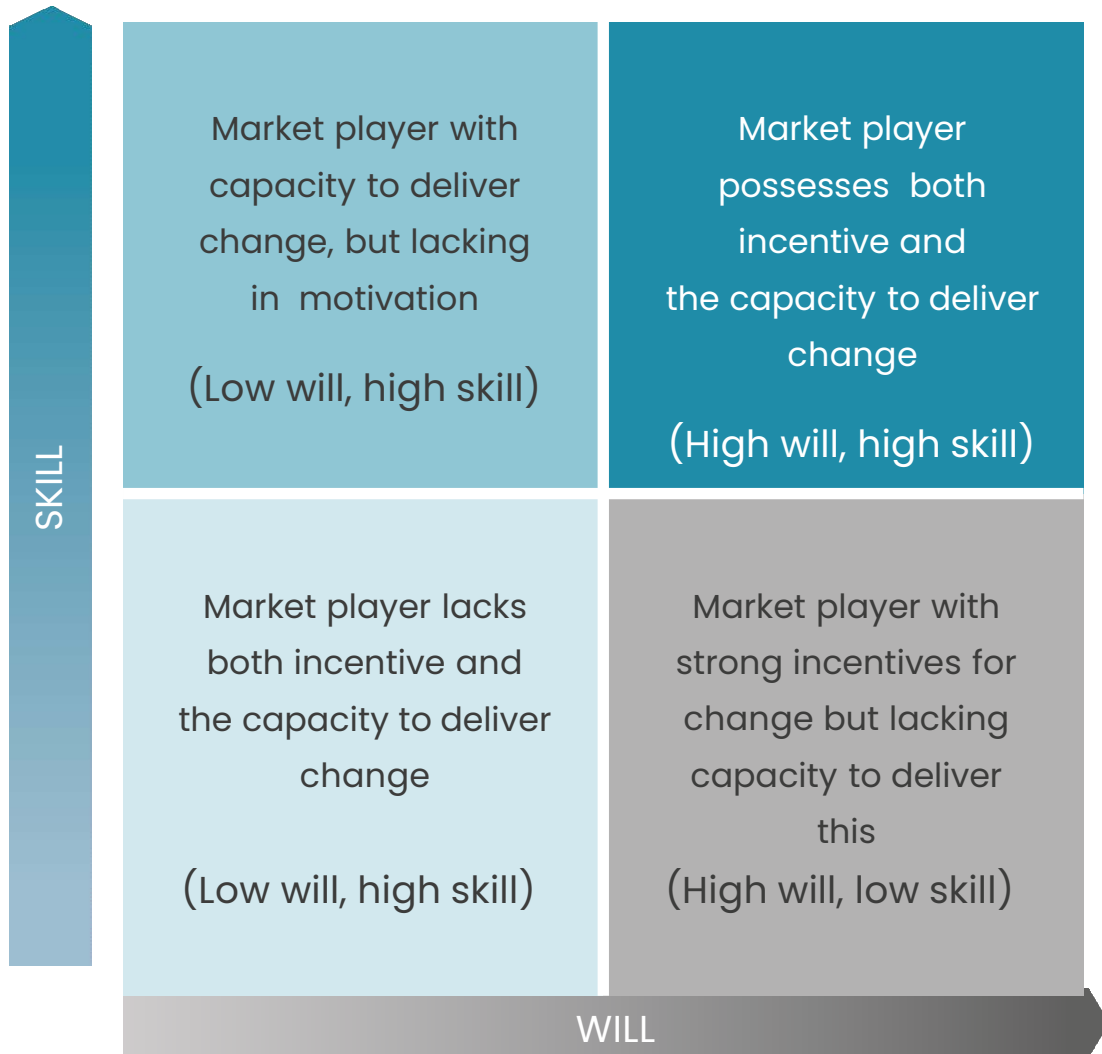 SKILL
Market player with
capacity to deliver
change, but lacking
in  motivation
(Low will, high skill)
Market player
possesses  both
incentive and
the capacity to deliver
change
(High will, high skill)
Market player lacks
both incentive and
the capacity to deliver
change
(Low will, high skill)
Market player with
strong incentives for
change but lacking
capacity to deliver
this
(High will, low skill)
WILL